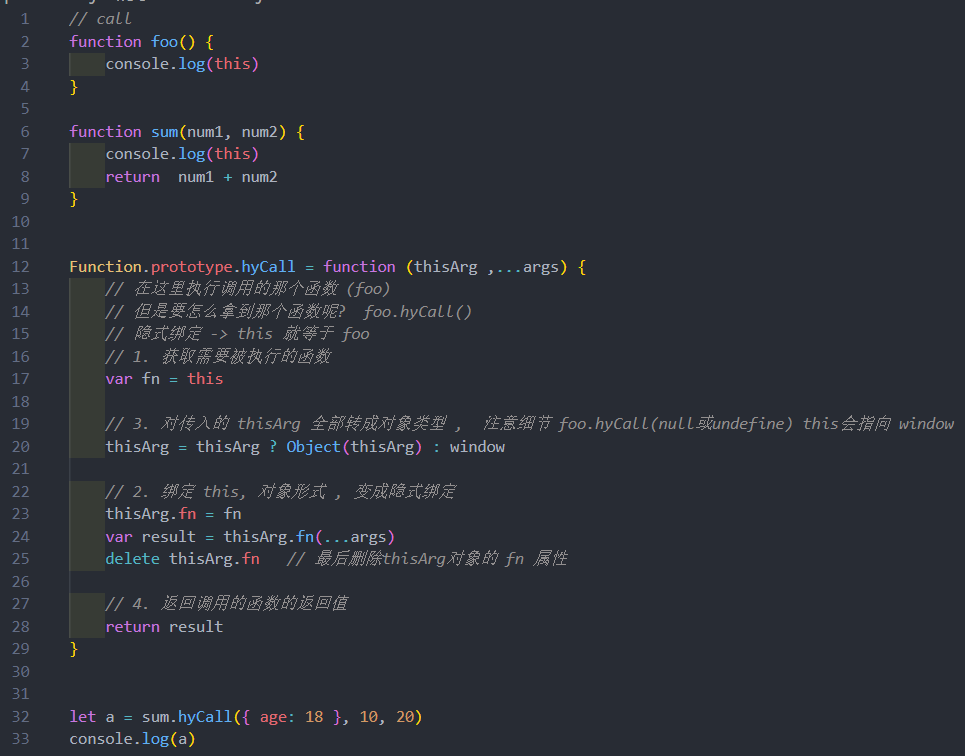 1 // call
2 function foo() {
3 console.log(this)
4 }
5
6 function sum(num1, num2) {
7 console.log(this)
8 return  num1 + num2
9 }
10
11
12 Function.prototype.hyCall = function (thisArg ,...args) {
13 // 在这里执行调用的那个函数 (foo)
14 // 但是要怎么拿到那个函数呢?  foo.hyCall()
15 // 隐式绑定 -> this 就等于 foo
16 // 1. 获取需要被执行的函数
17 var fn = this
18
19 // 3. 对传入的 thisArg 全部转成对象类型 ,  注意细节 foo.hyCall(null或undefine) this会指向 window
20 thisArg = thisArg ? Object(thisArg) : window
21
22 // 2. 绑定 this, 对象形式 , 变成隐式绑定
23 thisArg.fn = fn
24 var result = thisArg.fn(...args)
25 delete thisArg.fn   // 最后删除thisArg对象的 fn 属性
26
27 // 4. 返回调用的函数的返回值
28 return result
29 }
30
31
32 let a = sum.hyCall({ age: 18 }, 10, 20)
33 console.log(a)